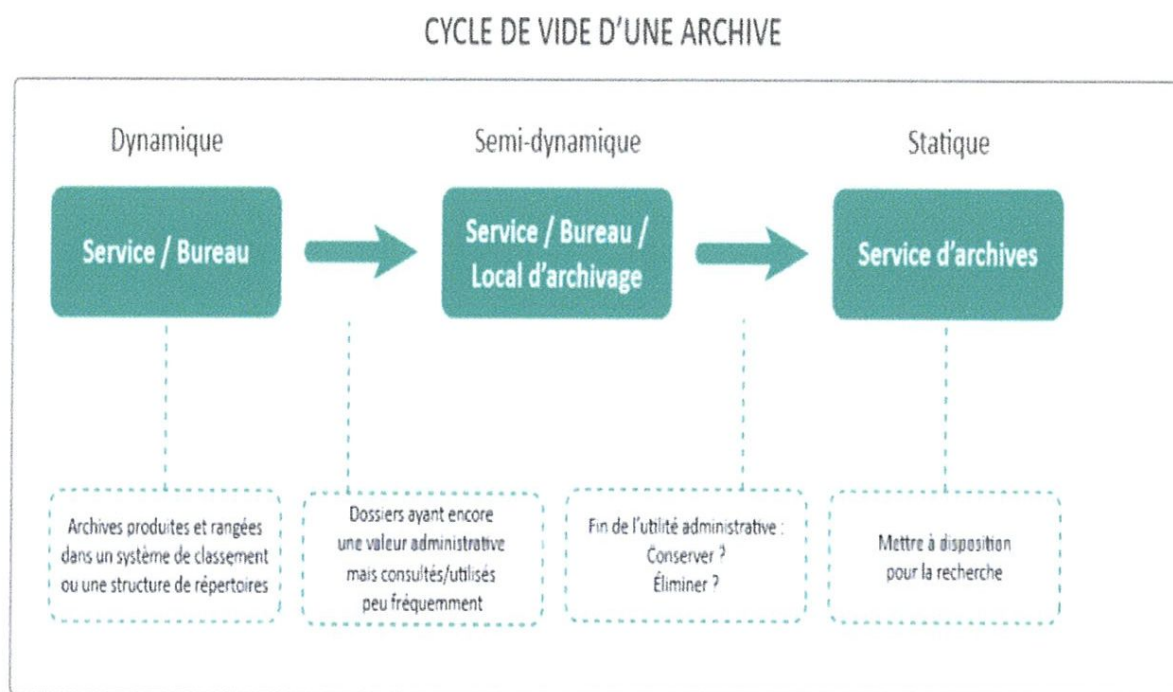 CYCLE DE VIDE D'UNE ARCHIVE
Dynamique
Semi-dynamique
Statique
Service / Bureau
Service / Bureau /
Local d'archivage
Service d'archives
Archives produites et rangées
dans un système de classement
ou une structure de répertoires
Dossiers ayant encore
une valeur administrative
mais consultés/utilisés
peu fréquemment
Fin de l'utilité administrative :
Conserver ?
Éliminer ?
Mettre à disposition
pour la recherche